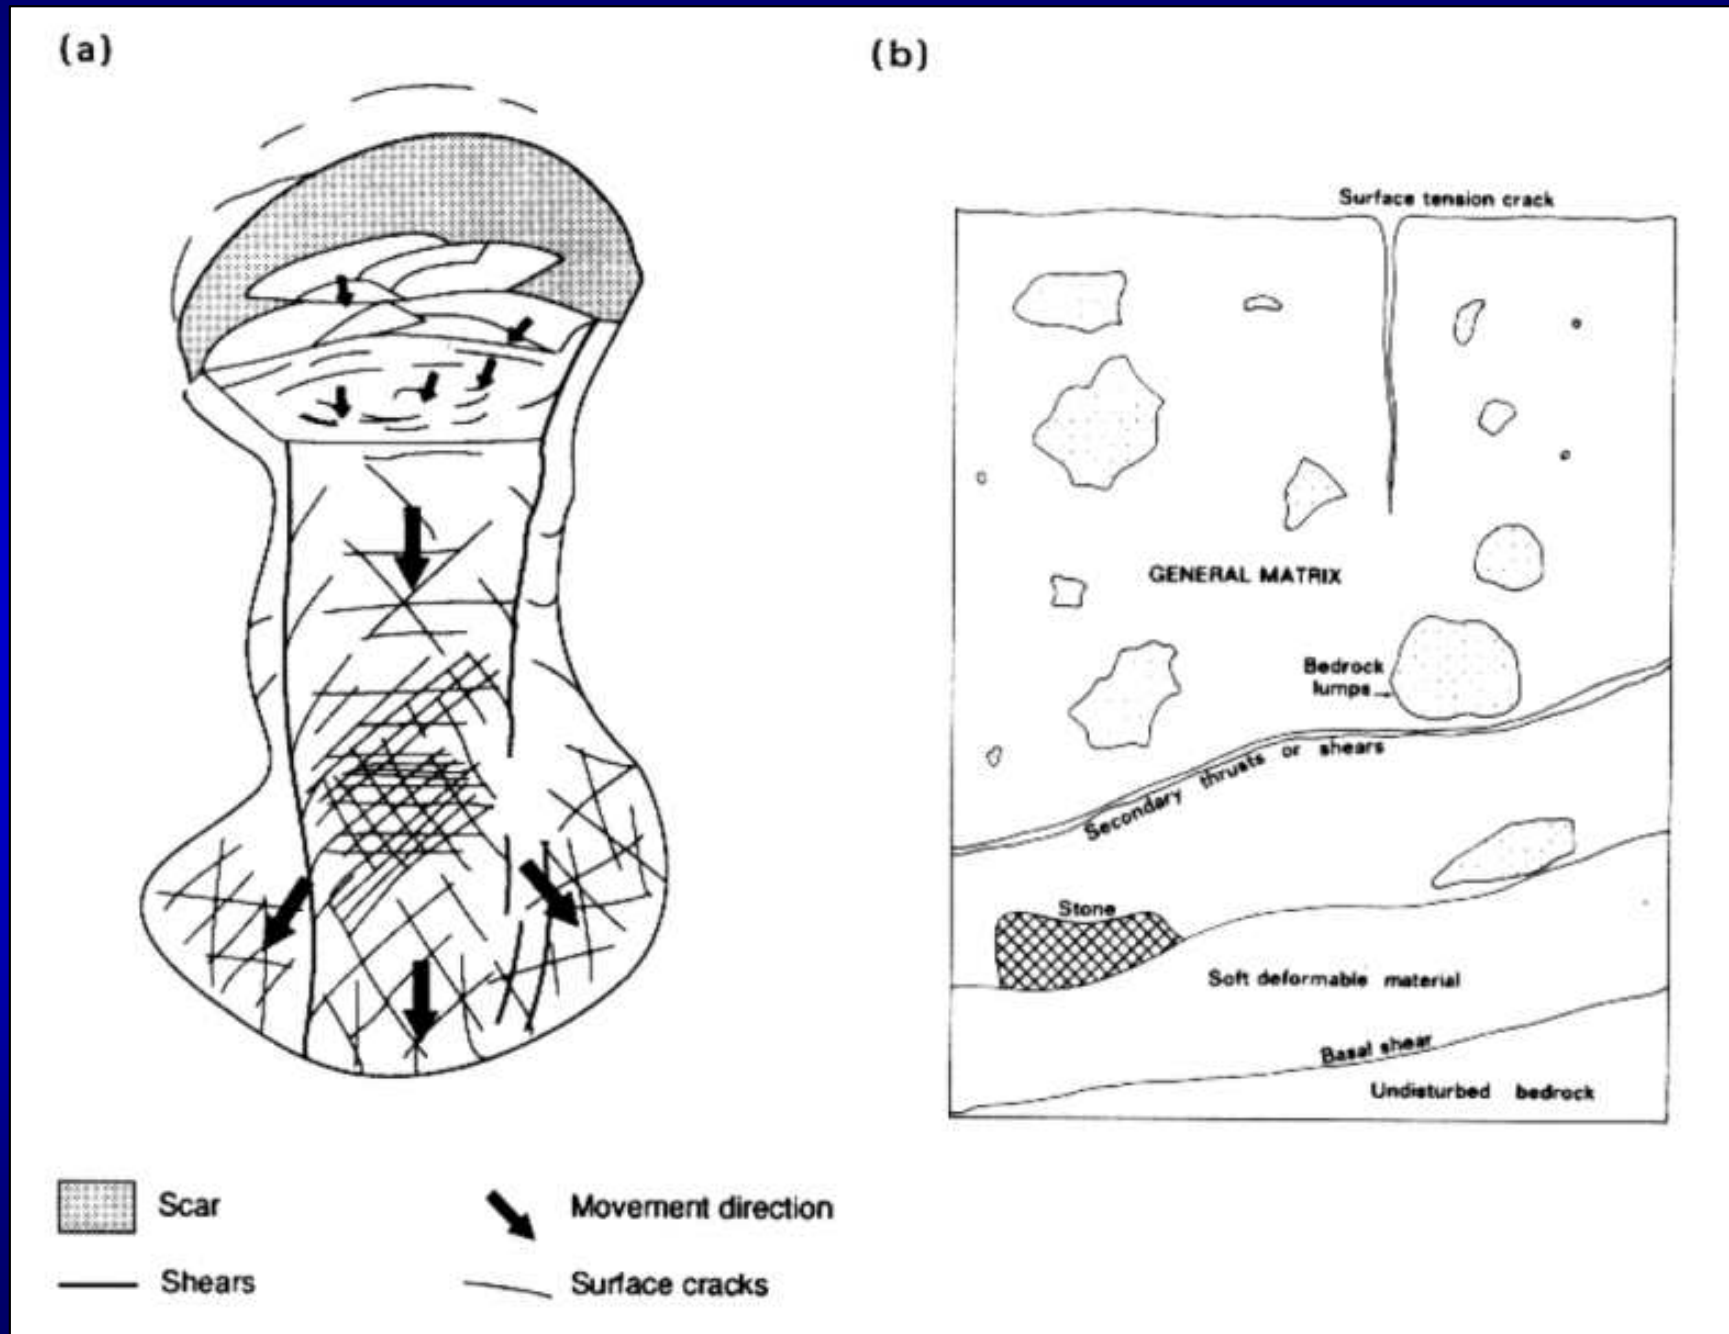 (a)
(b)
Surface tension crack
GENERAL MATRIX
Bedrock
lumps
Secondary thrusts or shears
Stone
Soft deformable material
Basal shear
Undisturbed bedrock
Scar
Movement direction
Shears
Surface cracks